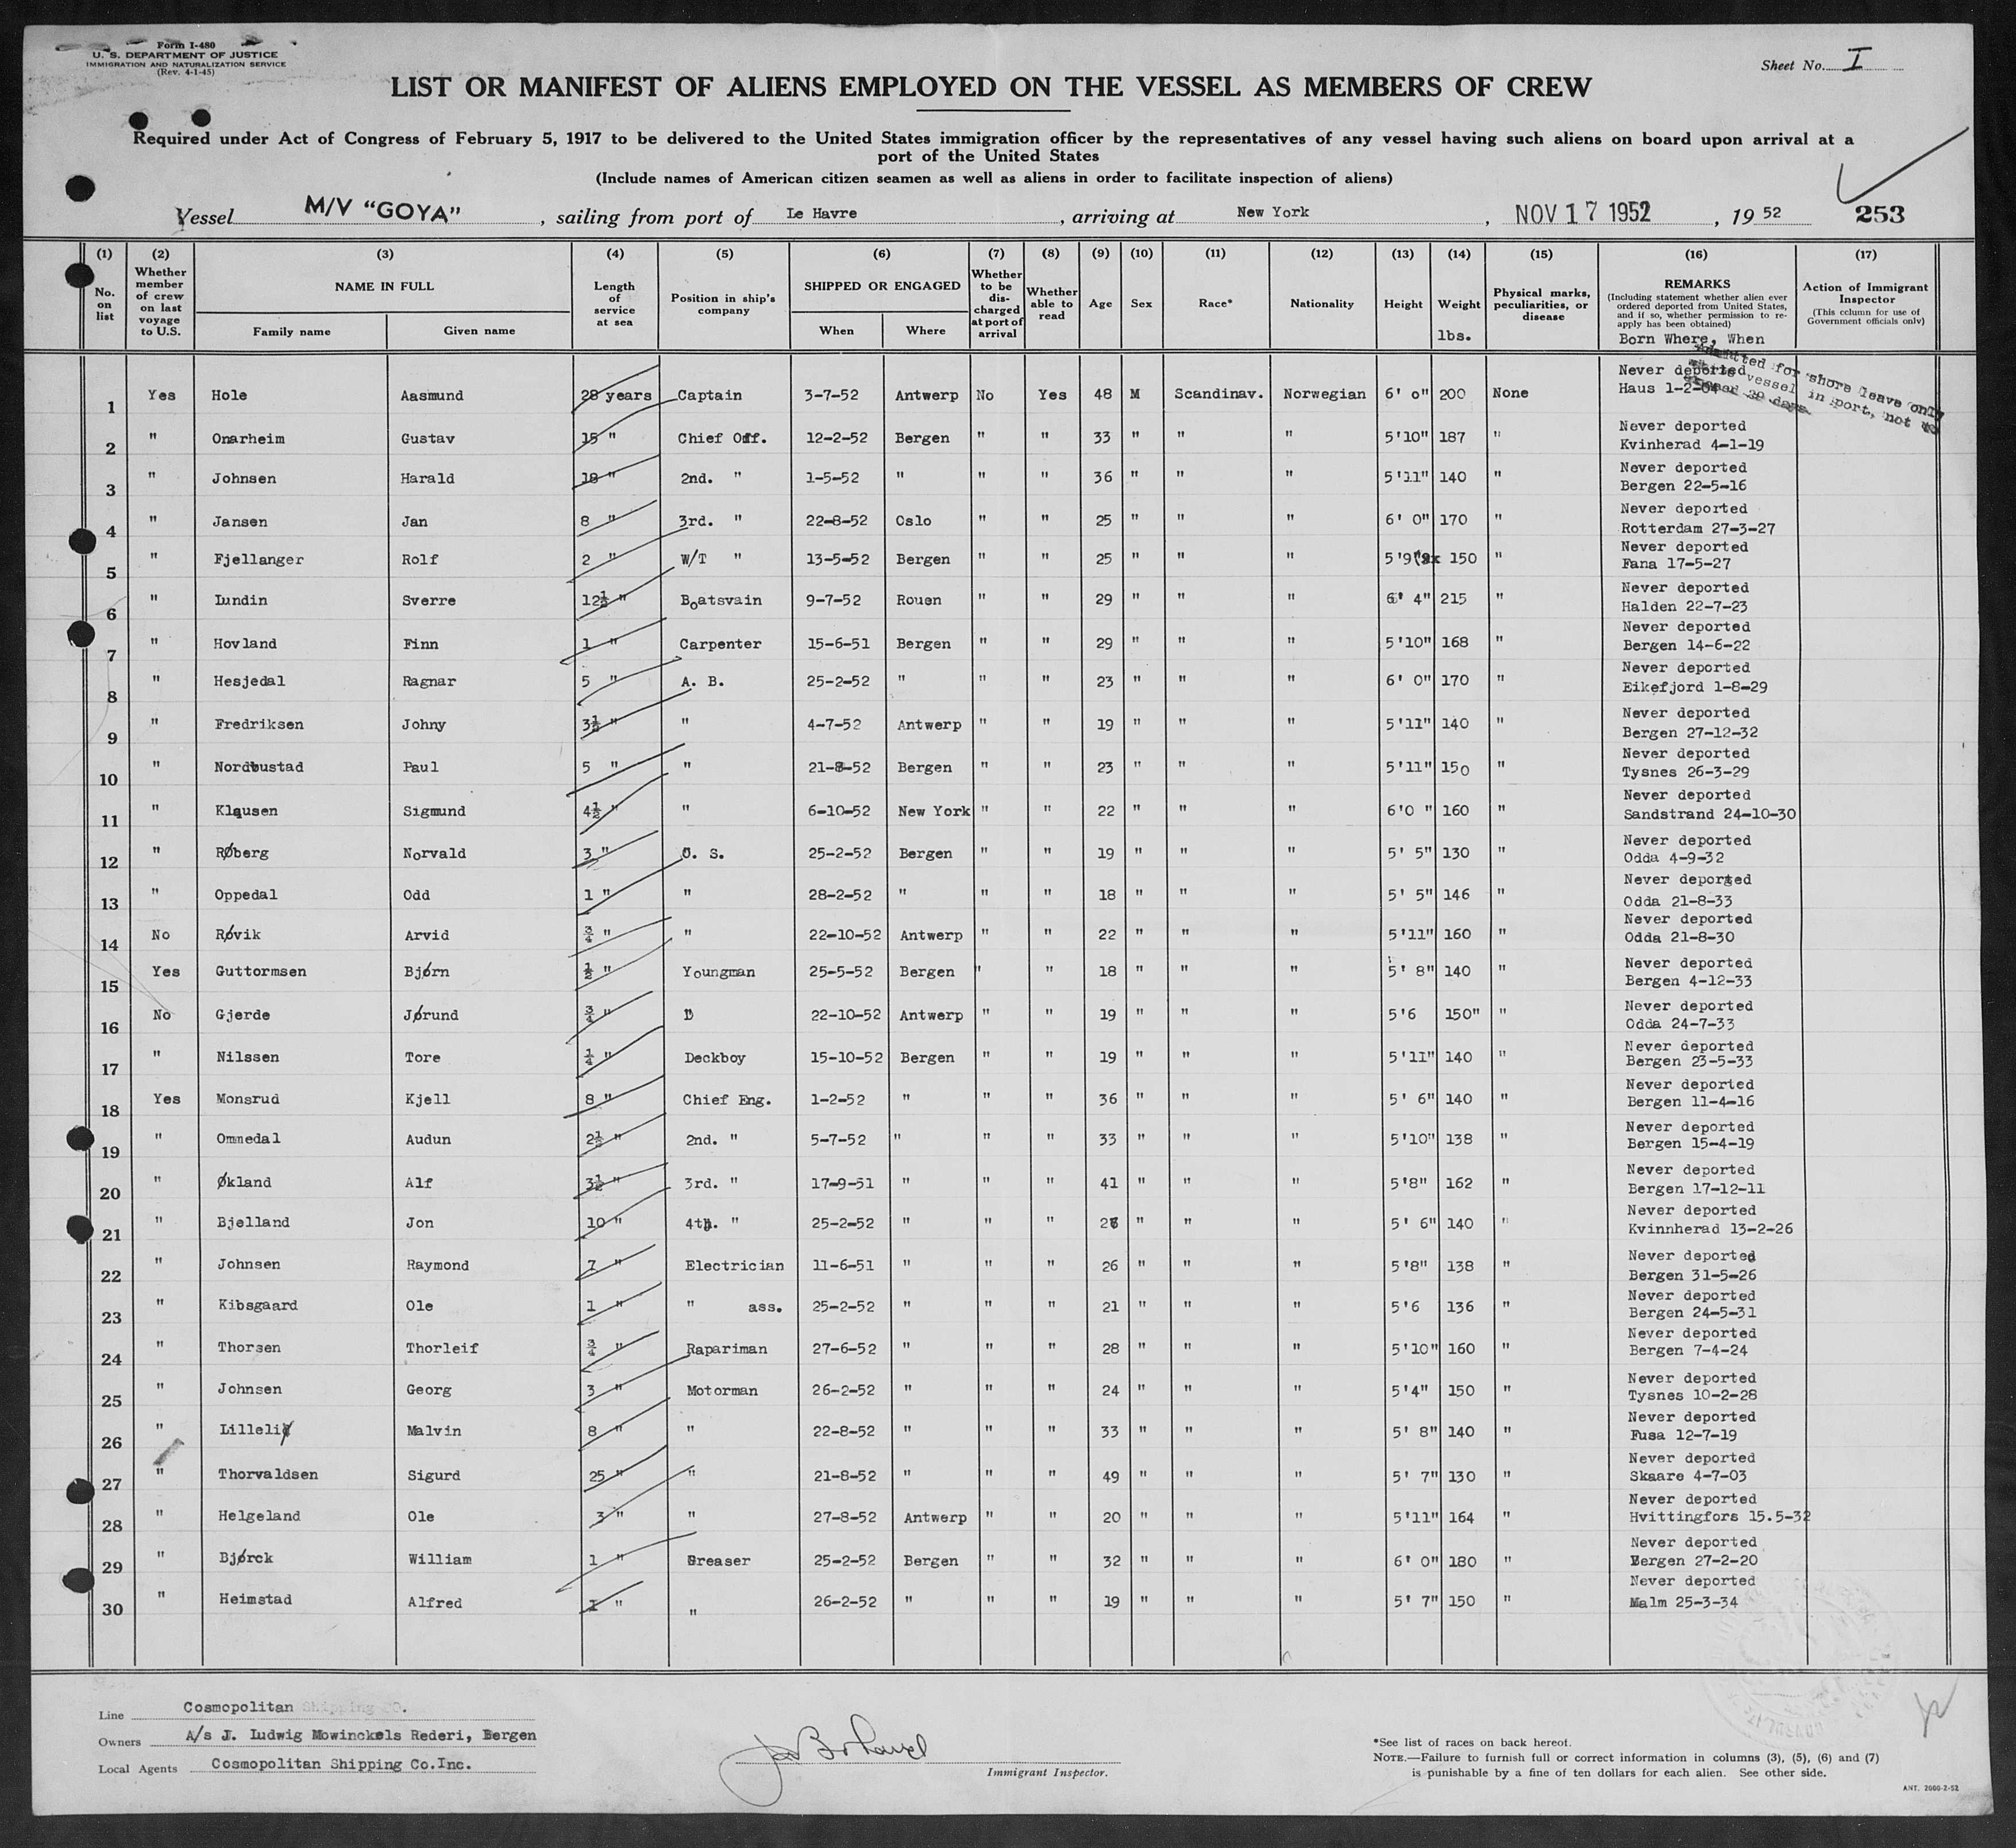 Form I-480
U. S. DEPARTMENT OF JUSTICE
IMMIGRATION AND NATURALIZATION SERVICE
(Rev. 4-1-45)
Sheet No. I
LIST OR MANIFEST OF ALIENS EMPLOYED ON THE VESSEL AS MEMBERS OF CREW
Required under Act of Congress of February 5, 1917 to be delivered to the United States immigration officer by the representatives of any vessel having such aliens on board upon arrival at a
port of the United States
(Include names of American citizen seamen as well as aliens in order to facilitate inspection of aliens)
Vessel M/V "GOYA", sailing from port of Le Havre, arriving at New York, NOV 17 1952, 19 52 253
(1) (2) (3) (4) (5) (6) (7) (8) (9) (10) (11) (12) (13) (14) (15) (16) (17)
No. on list
Whether member of crew on last voyage to U.S.
NAME IN FULL
Family name Given name
Length of service at sea
Position in ship's company
SHIPPED OR ENGAGED
When Where
Whether to be discharged at port of arrival
Whether able to read
Age
Sex
Race*
Nationality
Height
Weight lbs.
Physical marks, peculiarities, or disease
REMARKS
(Including statement whether alien ever ordered deported from United States, and if so, whether permission to re-apply has been obtained)
Born Where, When
Action of Immigrant Inspector
(This column for use of Government officials only)
Admitted for shore leave only
vessel in port, not to
exceed 29 days.
1 Yes Hole Aasmund 28 years Captain 3-7-52 Antwerp No Yes 48 M Scandinav. Norwegian 6' 0" 200 None Never deported Haus 1-2-04
2 " Onarheim Gustav 15 " Chief Off. 12-2-52 Bergen " " 33 " " " 5'10" 187 " Never deported Kvinherad 4-1-19
3 " Johnsen Harald 18 " 2nd. " 1-5-52 " " " 36 " " " 5'11" 140 " Never deported Bergen 22-5-16
4 " Jansen Jan 8 " 3rd. " 22-8-52 Oslo " " 25 " " " 6' 0" 170 " Never deported Rotterdam 27-3-27
5 " Fjellanger Rolf 2 " W/T " 13-5-52 Bergen " " 25 " " " 5'9" 150 " Never deported Fana 17-5-27
6 " Lundin Sverre 12½ " Boatsvain 9-7-52 Rouen " " 29 " " " 6' 4" 215 " Never deported Halden 22-7-23
7 " Hovland Finn 1 " Carpenter 15-6-51 Bergen " " 29 " " " 5'10" 168 " Never deported Bergen 14-6-22
8 " Hesjedal Ragnar 5 " A. B. 25-2-52 " " " 23 " " " 6' 0" 170 " Never deported Eikefjord 1-8-29
9 " Fredriksen Johny 3½ " " 4-7-52 Antwerp " " 19 " " " 5'11" 140 " Never deported Bergen 27-12-32
10 " Nordbustad Paul 5 " " 21-8-52 Bergen " " 23 " " " 5'11" 150 " Never deported Tysnes 26-3-29
11 " Klausen Sigmund 4½ " " 6-10-52 New York " " 22 " " " 6'0 " 160 " Never deported Sandstrand 24-10-30
12 " Røberg Norvald 3 " O. S. 25-2-52 Bergen " " 19 " " " 5' 5" 130 " Never deported Odda 4-9-32
13 " Oppedal Odd 1 " " 28-2-52 " " " 18 " " " 5' 5" 146 " Never deported Odda 21-8-33
14 No Røvik Arvid ¾ " " 22-10-52 Antwerp " " 22 " " " 5'11" 160 " Never deported Odda 21-8-30
15 Yes Guttormsen Bjørn ½ " Youngman 25-5-52 Bergen " " 18 " " " 5' 8" 140 " Never deported Bergen 4-12-33
16 No Gjerde Jørund ¾ " " 22-10-52 Antwerp " " 19 " " " 5'6 150" " Never deported Odda 24-7-33
17 " Nilssen Tore ¼ " Deckboy 15-10-52 Bergen " " 19 " " " 5'11" 140 " Never deported Bergen 23-5-33
18 Yes Monsrud Kjell 8 " Chief Eng. 1-2-52 " " " 36 " " " 5' 6" 140 " Never deported Bergen 11-4-16
19 " Ommedal Audun 2½ " 2nd. " 5-7-52 " " " 33 " " " 5'10" 138 " Never deported Bergen 15-4-19
20 " Økland Alf 3½ " 3rd. " 17-9-51 " " " 41 " " " 5'8" 162 " Never deported Bergen 17-12-11
21 " Bjelland Jon 10 " 4th. " 25-2-52 " " " 26 " " " 5' 6" 140 " Never deported Kvinnherad 13-2-26
22 " Johnsen Raymond 7 " Electrician 11-6-51 " " " 26 " " " 5'8" 138 " Never deported Bergen 31-5-26
23 " Kibsgaard Ole 1 " " ass. 25-2-52 " " " 21 " " " 5'6 136 " Never deported Bergen 24-5-31
24 " Thorsen Thorleif ¾ " Rapariman 27-6-52 " " " 28 " " " 5'10" 160 " Never deported Bergen 7-4-24
25 " Johnsen Georg 3 " Motorman 26-2-52 " " " 24 " " " 5'4" 150 " Never deported Tysnes 10-2-28
26 " Lillelid Malvin 8 " " 22-8-52 " " " 33 " " " 5' 8" 140 " Never deported Fusa 12-7-19
27 " Thorvaldsen Sigurd 25 " " 21-8-52 " " " 49 " " " 5' 7" 130 " Never deported Skaare 4-7-03
28 " Helgeland Ole 3 " " 27-8-52 Antwerp " " 20 " " " 5'11" 164 " Never deported Hvittingfors 15.5-32
29 " Bjørck William 1 " Greaser 25-2-52 Bergen " " 32 " " " 6' 0" 180 " Never deported Bergen 27-2-20
30 " Heimstad Alfred 1 " " 26-2-52 " " " 19 " " " 5' 7" 150 " Never deported Malm 25-3-34
Line Cosmopolitan Shipping CO.
Owners A/s J. Ludwig Mowinckels Rederi, Bergen
Local Agents Cosmopolitan Shipping Co.Inc.
Immigrant Inspector.
*See list of races on back hereof.
NOTE.—Failure to furnish full or correct information in columns (3), (5), (6) and (7)
is punishable by a fine of ten dollars for each alien. See other side.
ANT. 2000-2-52